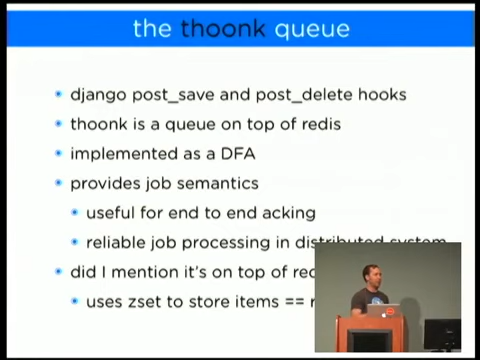 the thoonk queue
django post_save and post_delete hooks
thoonk is a queue on top of redis
implemented as a DFA
provides job semantics
useful for end to end acking
reliable job processing in distributed system
did I mention it's on top of
uses zset to store items ==